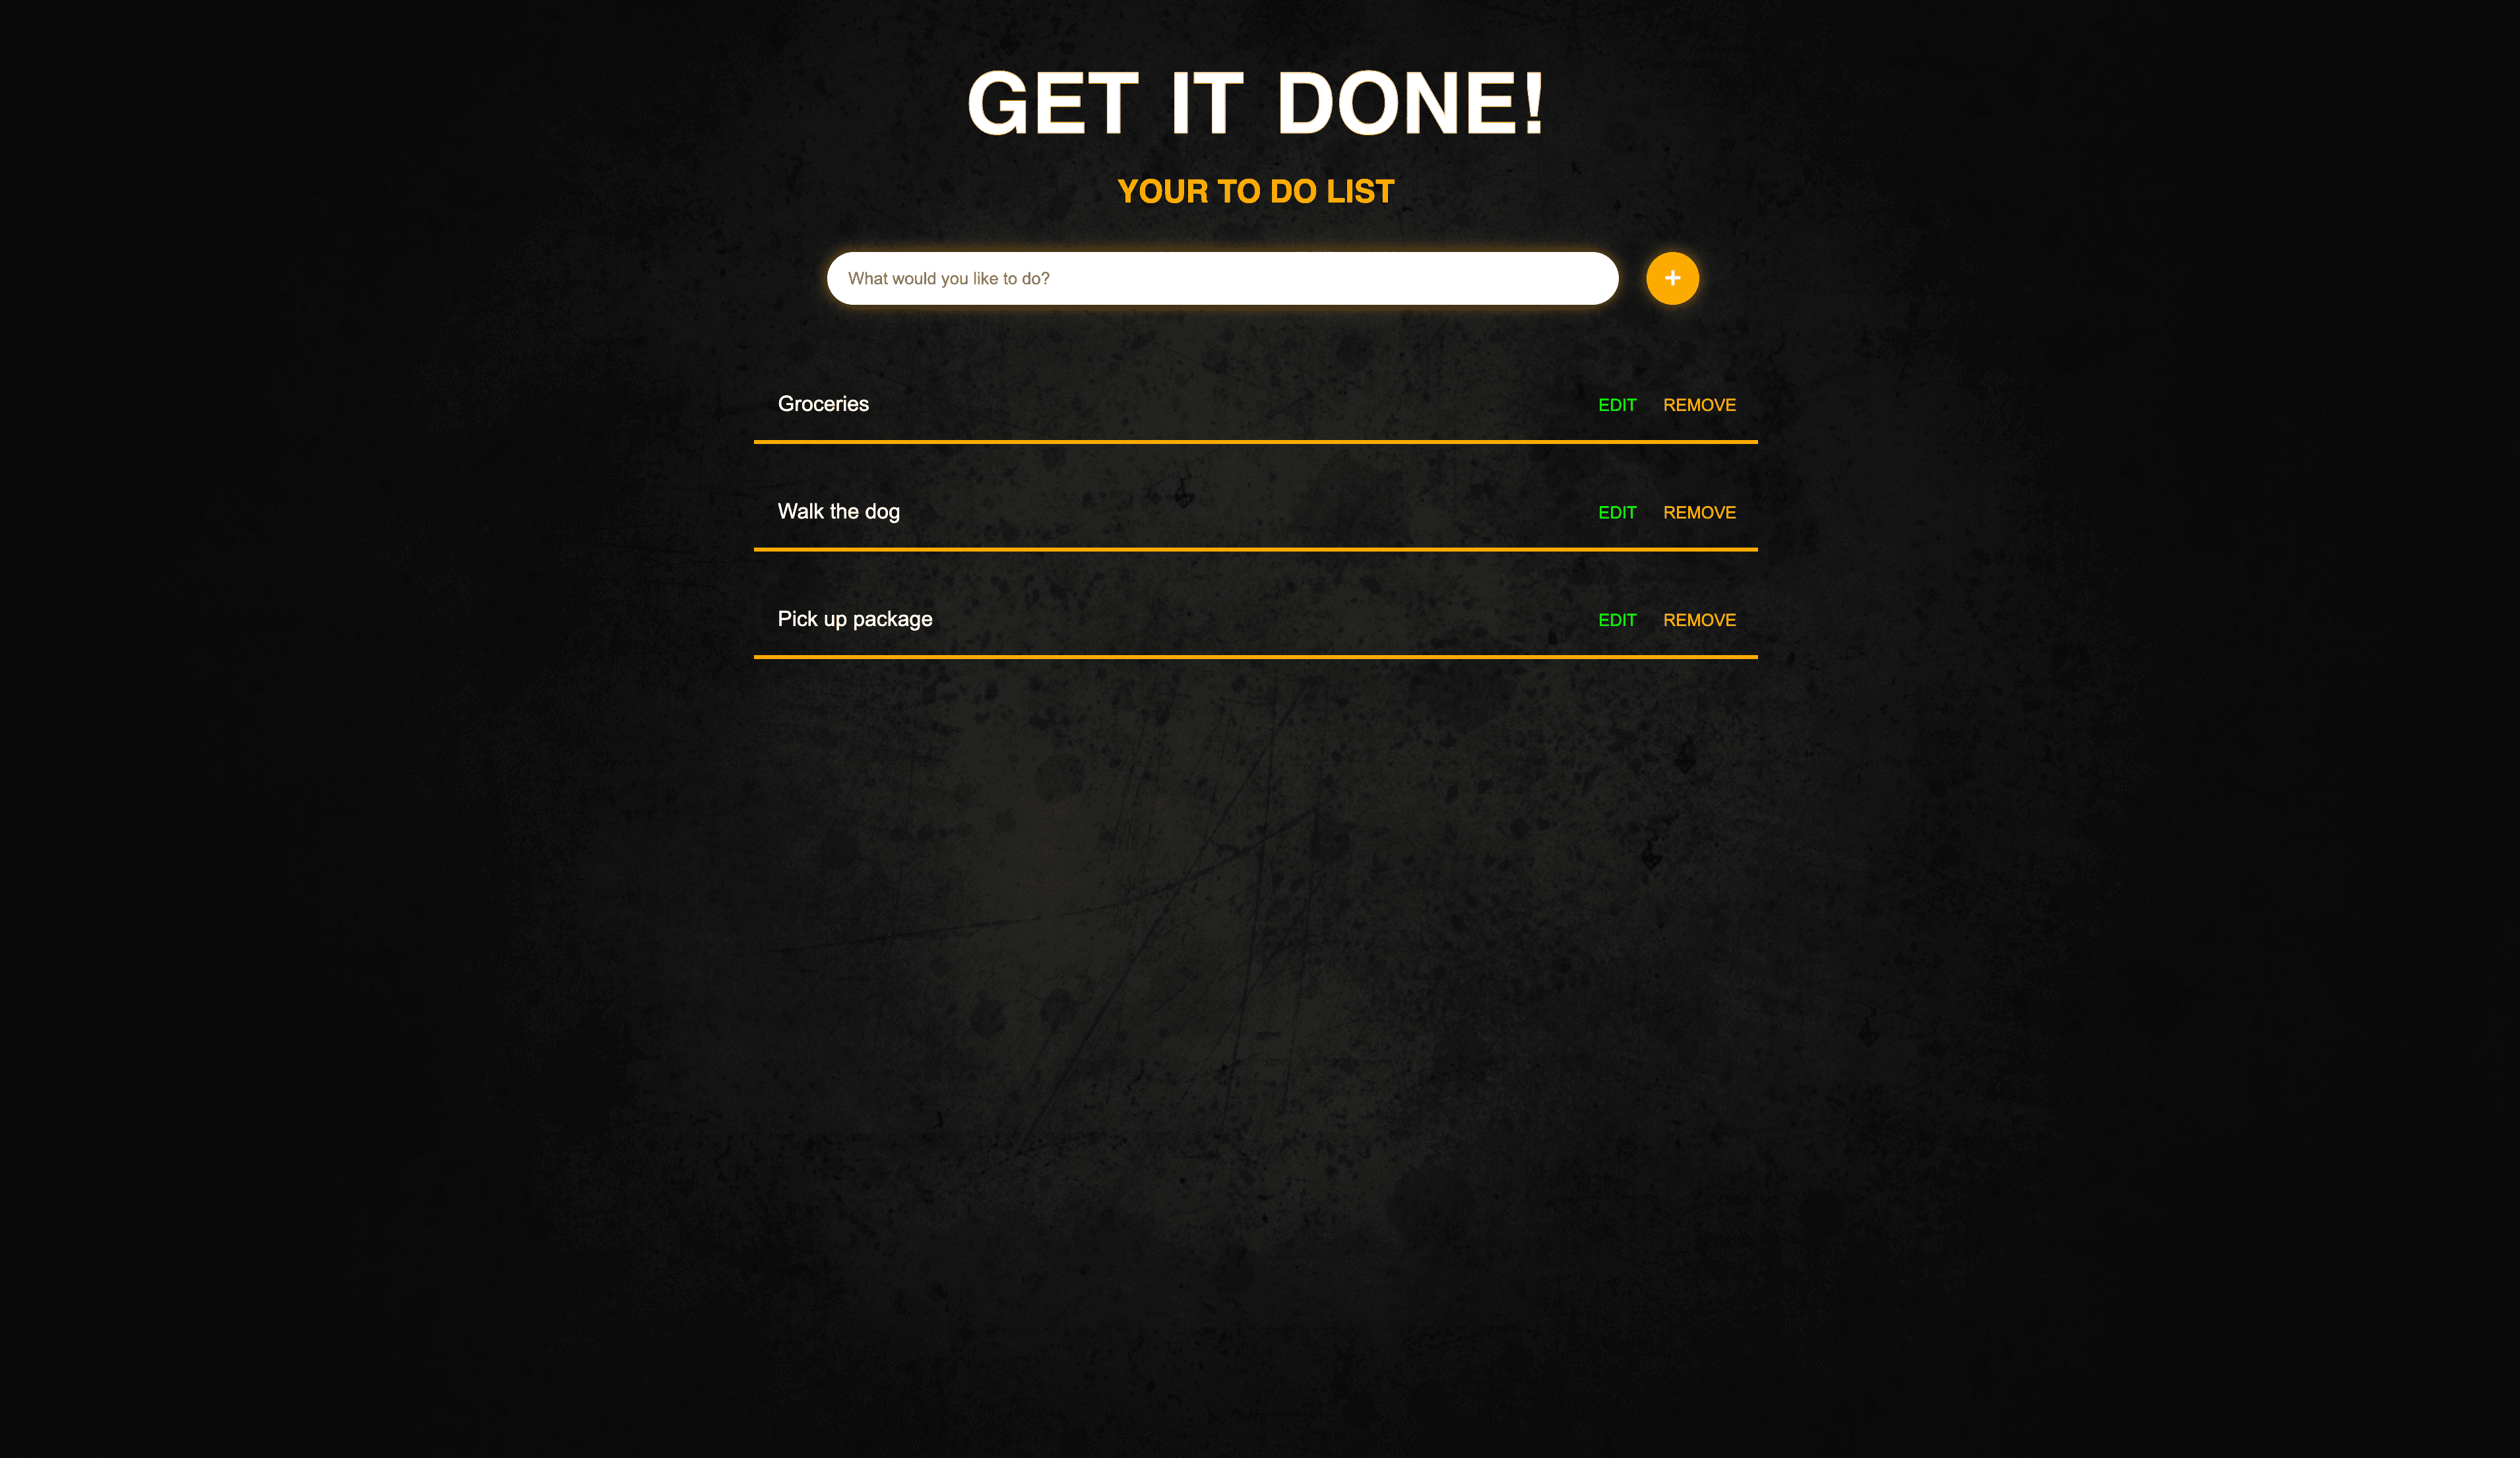 GET IT DONE!
YOUR TO DO LIST
What would you like to do? +
Groceries EDIT REMOVE
Walk the dog EDIT REMOVE
Pick up package EDIT REMOVE